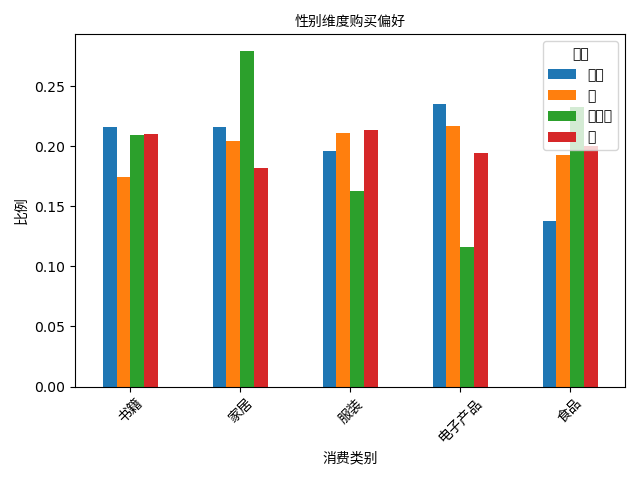 性别维度购买偏好
0.25
0.20
0.15
0.10
0.05
0.00
比例
书籍
家居
服装
电子产品
食品
消费类别